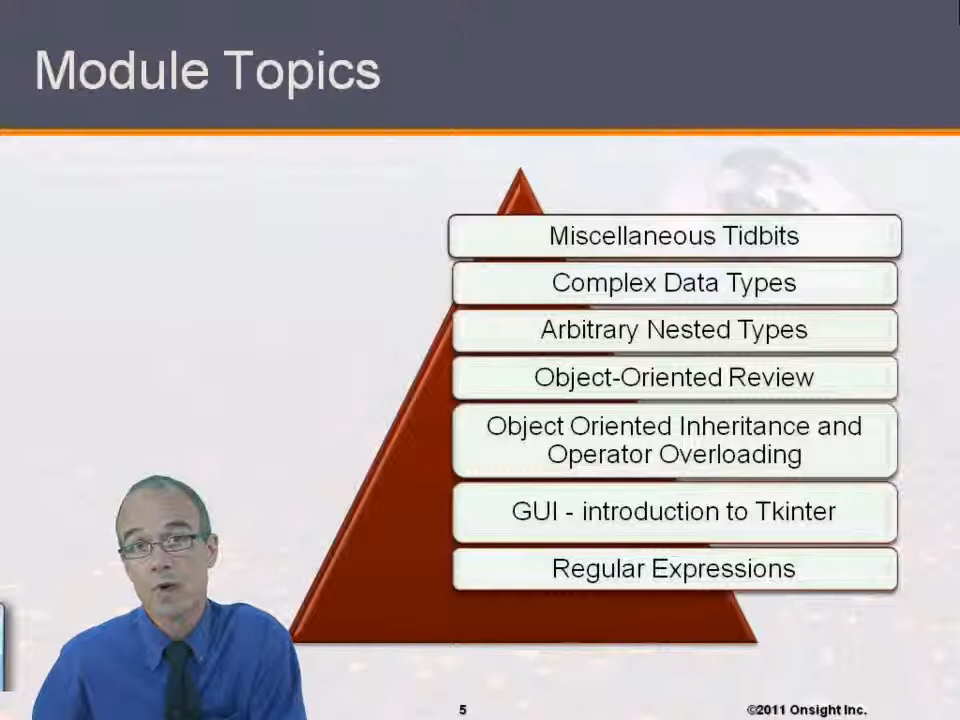 Module Topics
Miscellaneous Tidbits
Complex Data Types
Arbitrary Nested Types
Object-Oriented Review
Object Oriented Inheritance and
Operator Overloading
GUI - introduction to Tkinter
Regular Expressions
5
©2011 Onsight Inc.